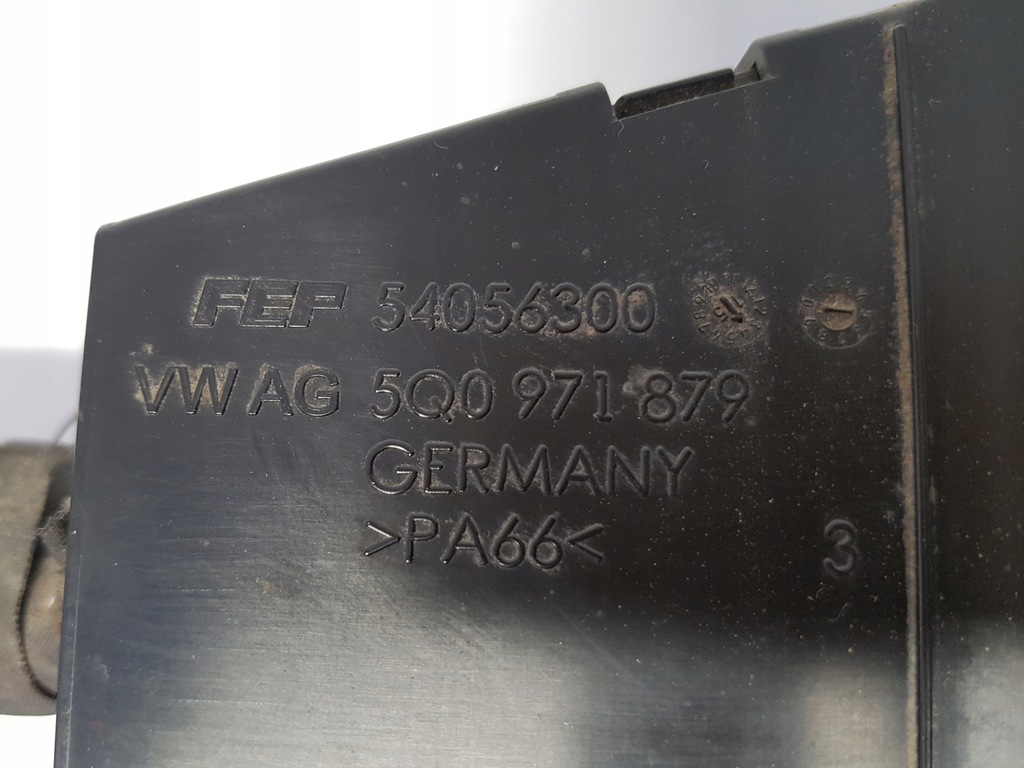 FEP 54056300
VW AG 5Q0 971 879
GERMANY
>PA66<
3